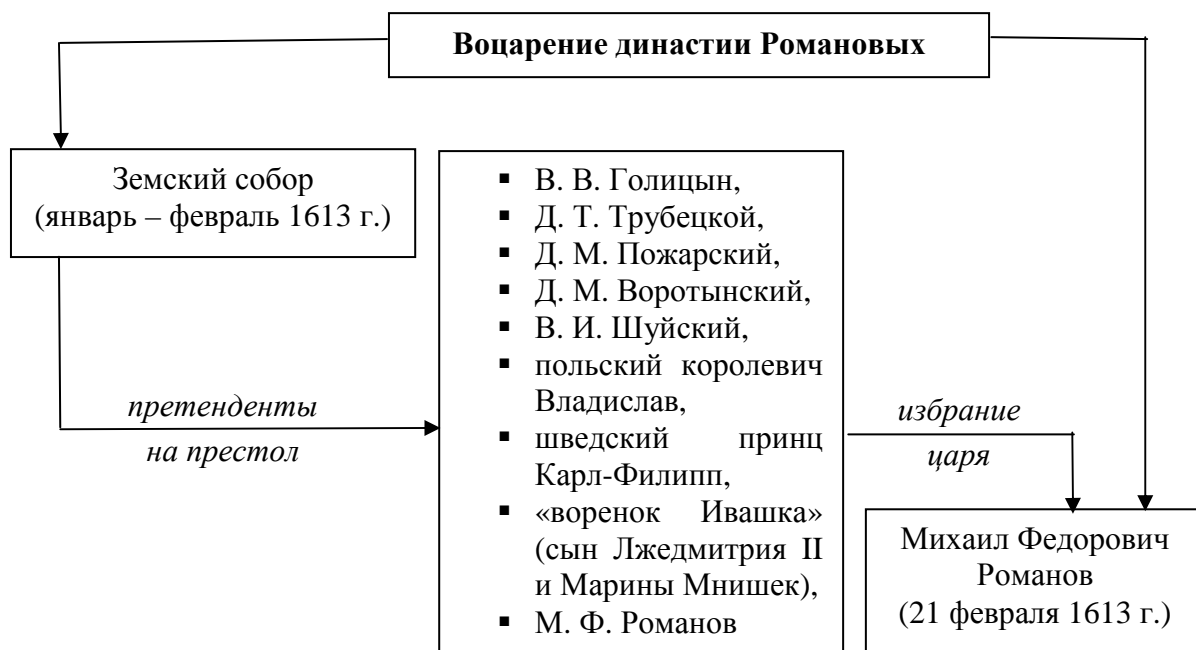 Воцарение династии Романовых
Земский собор
(январь – февраль 1613 г.)
претенденты
на престол
▪ В. В. Голицын,
▪ Д. Т. Трубецкой,
▪ Д. М. Пожарский,
▪ Д. М. Воротынский,
▪ В. И. Шуйский,
▪ польский королевич
Владислав,
▪ шведский принц
Карл-Филипп,
▪ «воренок Ивашка»
(сын Лжедмитрия II
и Марины Мнишек),
▪ М. Ф. Романов
избрание
царя
Михаил Федорович
Романов
(21 февраля 1613 г.)